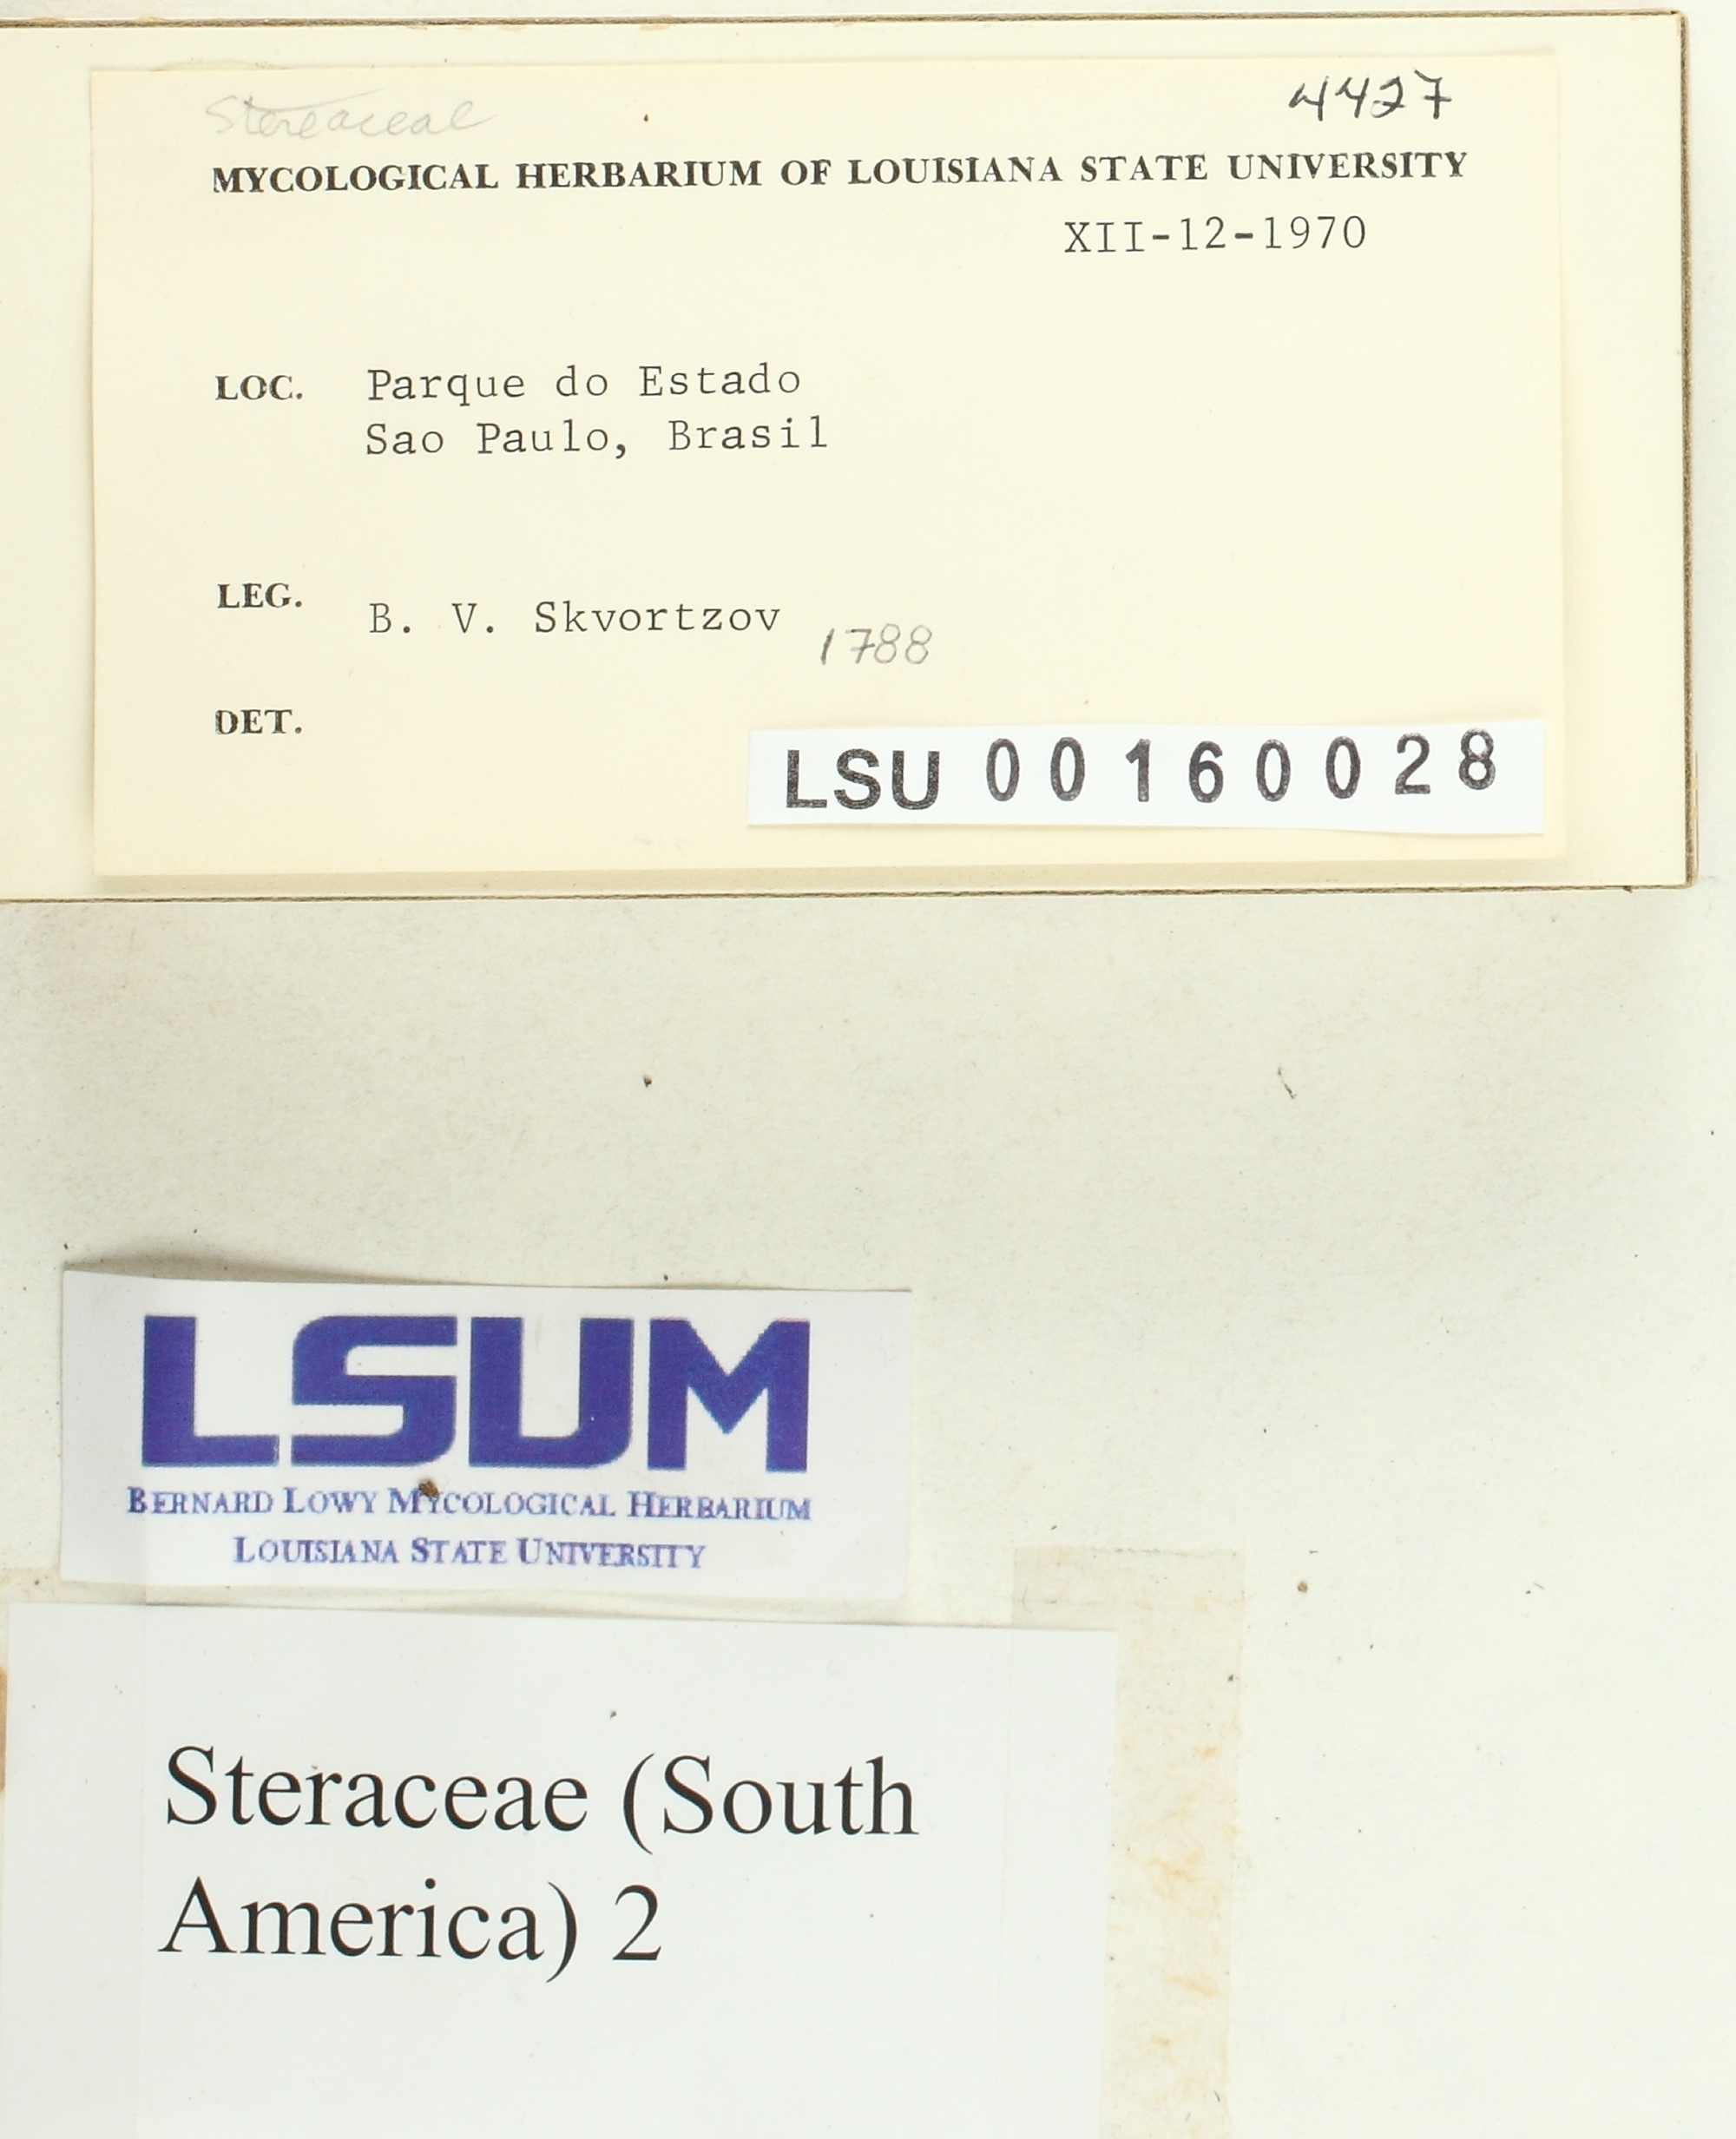 Stereaceae
4427
MYCOLOGICAL HERBARIUM OF LOUISIANA STATE UNIVERSITY
XII-12-1970
LOC. Parque do Estado
Sao Paulo, Brasil
LEG. B. V. Skvortzov 1788
DET.
LSU 00160028
LSUM
BERNARD LOWY MYCOLOGICAL HERBARIUM
LOUISIANA STATE UNIVERSITY
Steraceae (South
America) 2